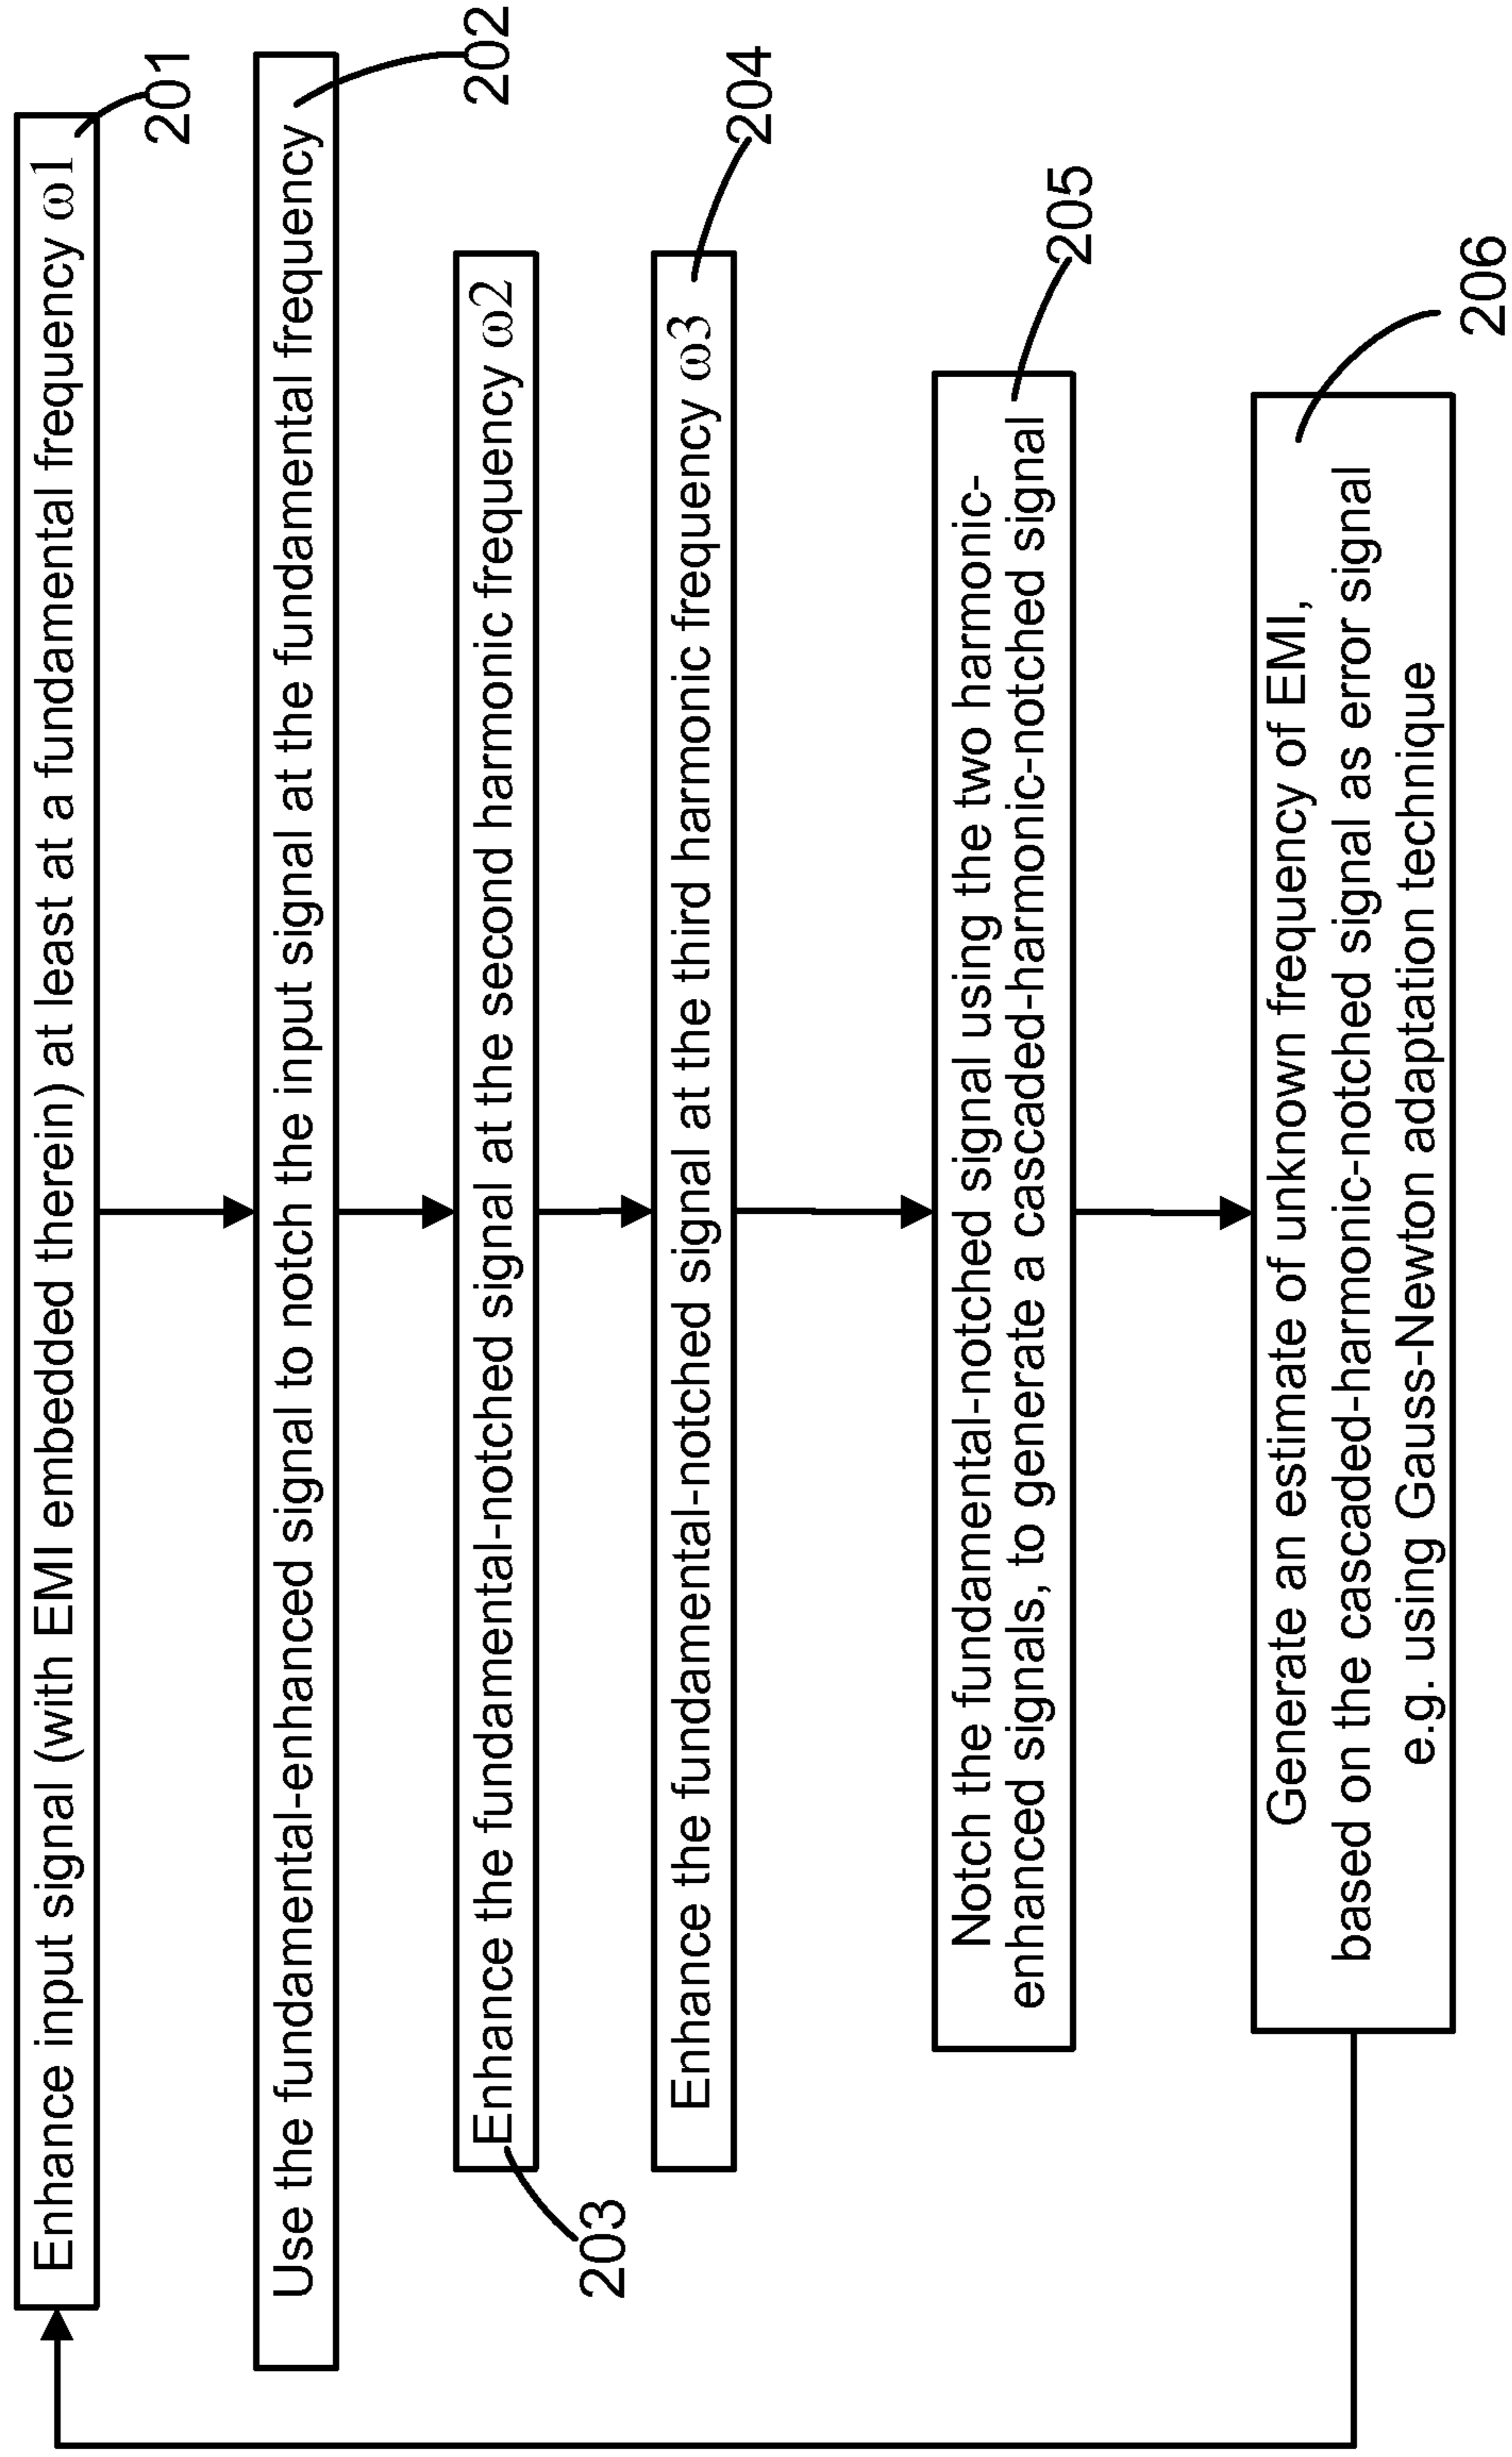 Enhance input signal (with EMI embedded therein) at least at a fundamental frequency ω1
201
Use the fundamental-enhanced signal to notch the input signal at the fundamental frequency
202
Enhance the fundamental-notched signal at the second harmonic frequency ω2
203
Enhance the fundamental-notched signal at the third harmonic frequency ω3
204
Notch the fundamental-notched signal using the two harmonic-
enhanced signals, to generate a cascaded-harmonic-notched signal
205
Generate an estimate of unknown frequency of EMI,
based on the cascaded-harmonic-notched signal as error signal
e.g. using Gauss-Newton adaptation technique
206